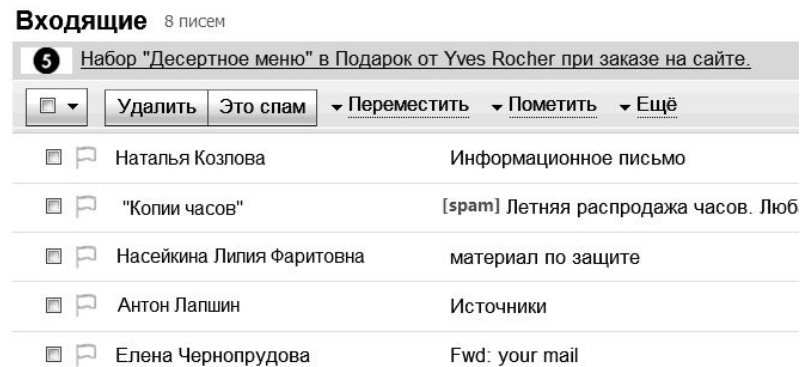 Входящие 8 писем
5 Набор "Десертное меню" в Подарок от Yves Rocher при заказе на сайте.
Удалить Это спам Переместить Пометить Ещё
Наталья Козлова Информационное письмо
"Копии часов" [spam] Летняя распродажа часов. Люб
Насейкина Лилия Фаритовна материал по защите
Антон Лапшин Источники
Елена Чернопрудова Fwd: your mail